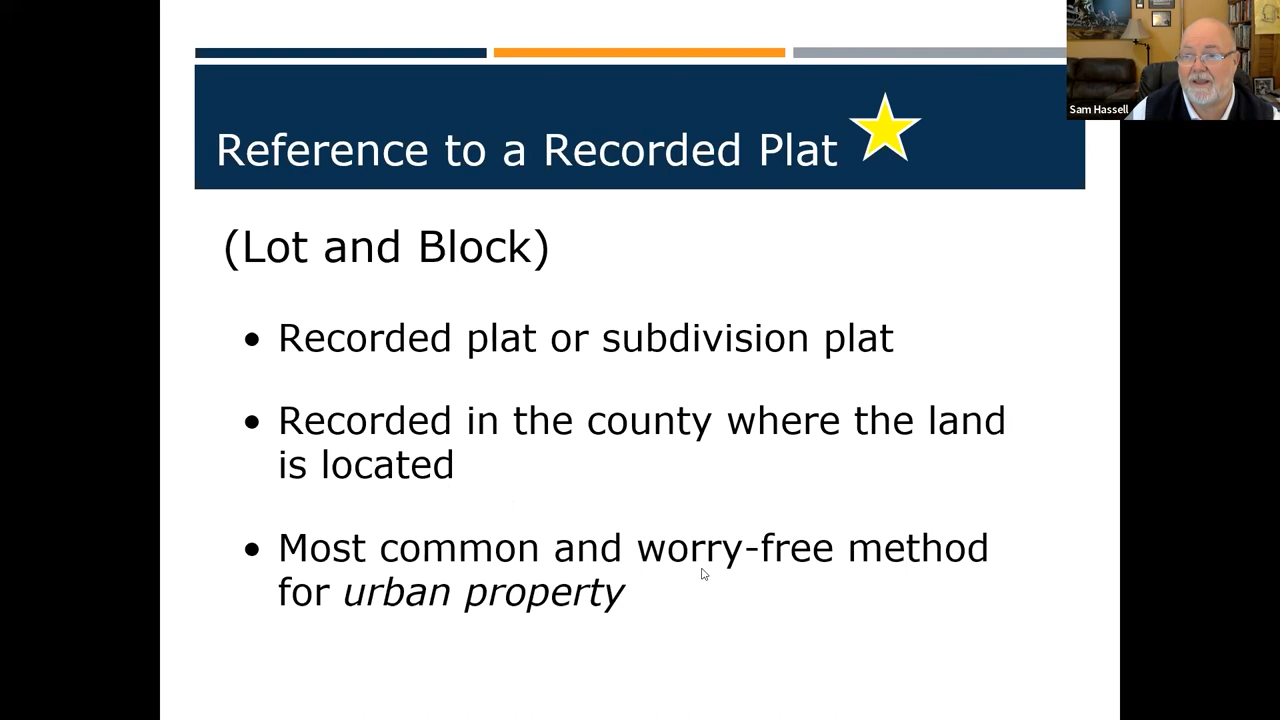 Sam Hassell
Reference to a Recorded Plat
(Lot and Block)
• Recorded plat or subdivision plat
• Recorded in the county where the land
is located
• Most common and worry-free method
for urban property